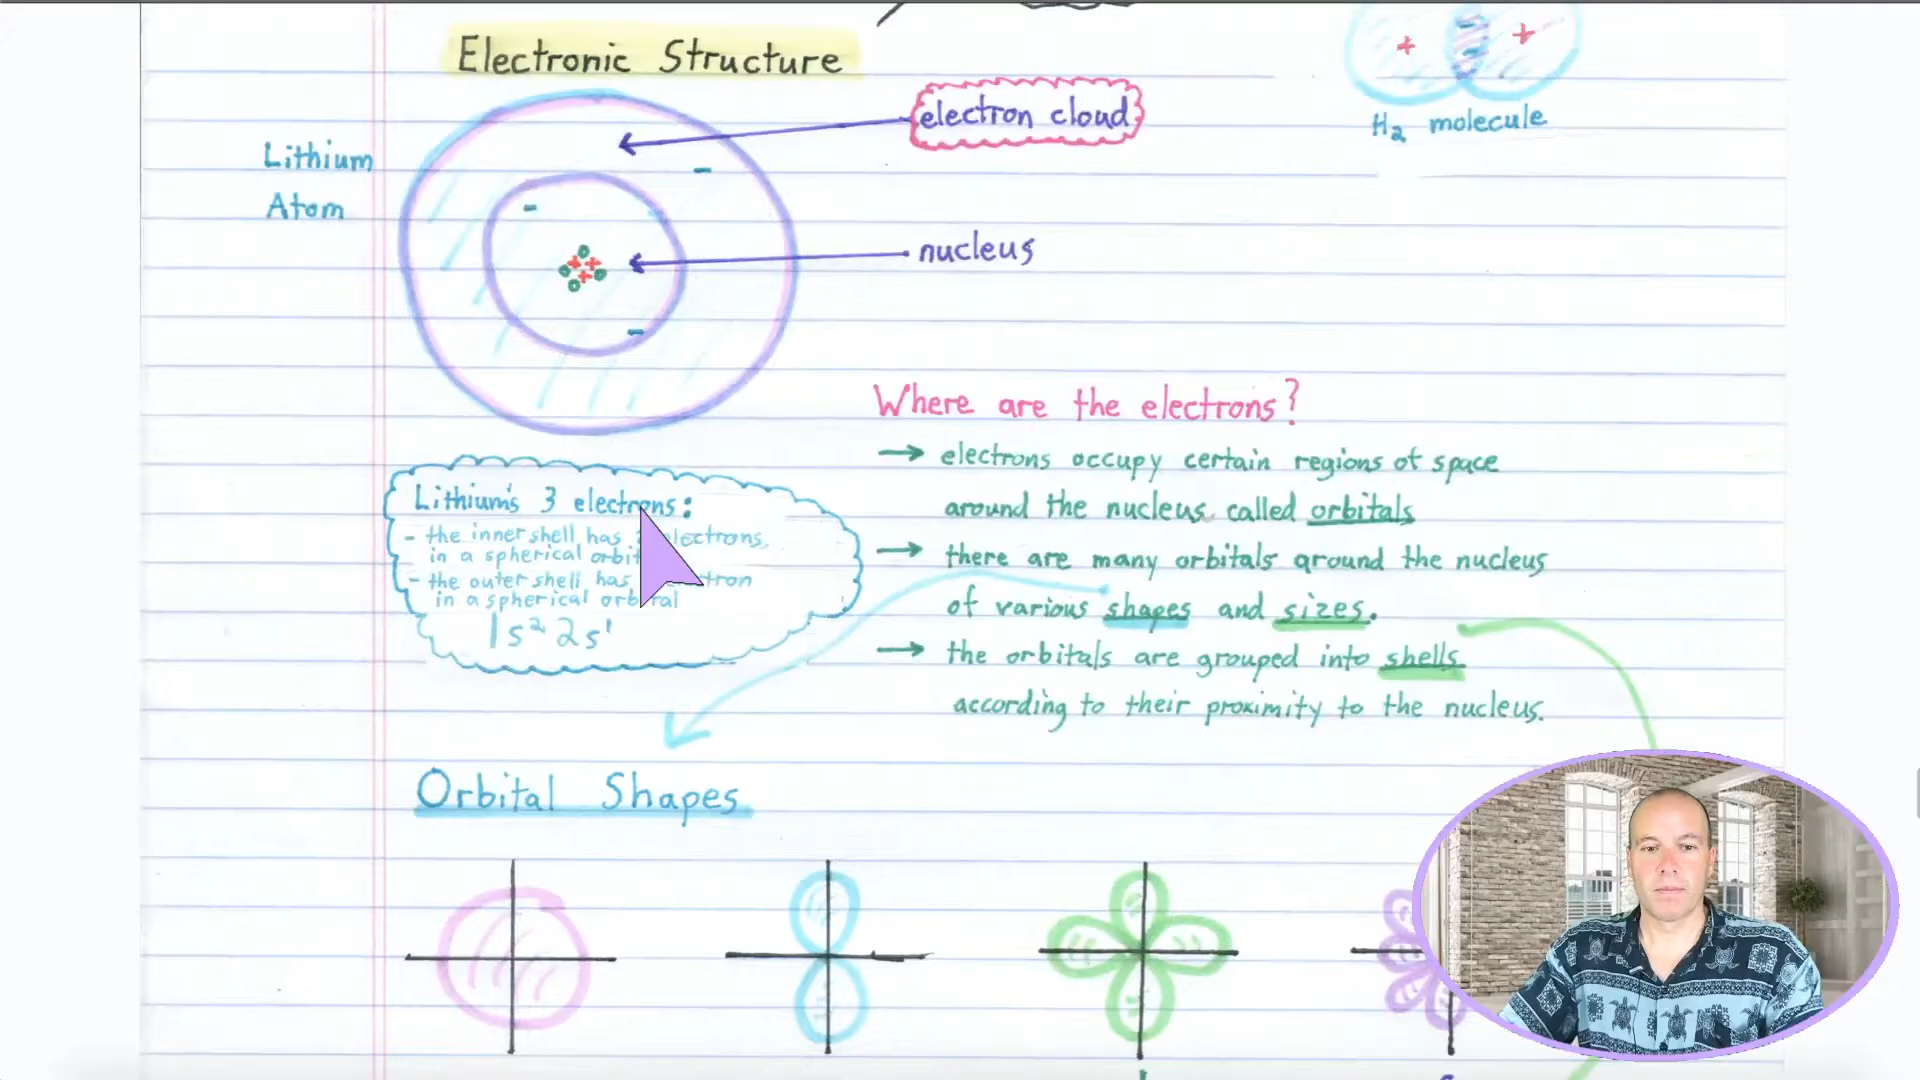 Electronic Structure
electron cloud
H₂ molecule
Lithium
Atom
nucleus
Where are the electrons?
→ electrons occupy certain regions of space
around the nucleus called orbitals
→ there are many orbitals around the nucleus
of various shapes and sizes.
→ the orbitals are grouped into shells
according to their proximity to the nucleus.
Lithium's 3 electrons:
- the inner shell has electrons,
in a spherical
- the outer shell has
in a spherical orbital
1s² 2s¹
Orbital Shapes